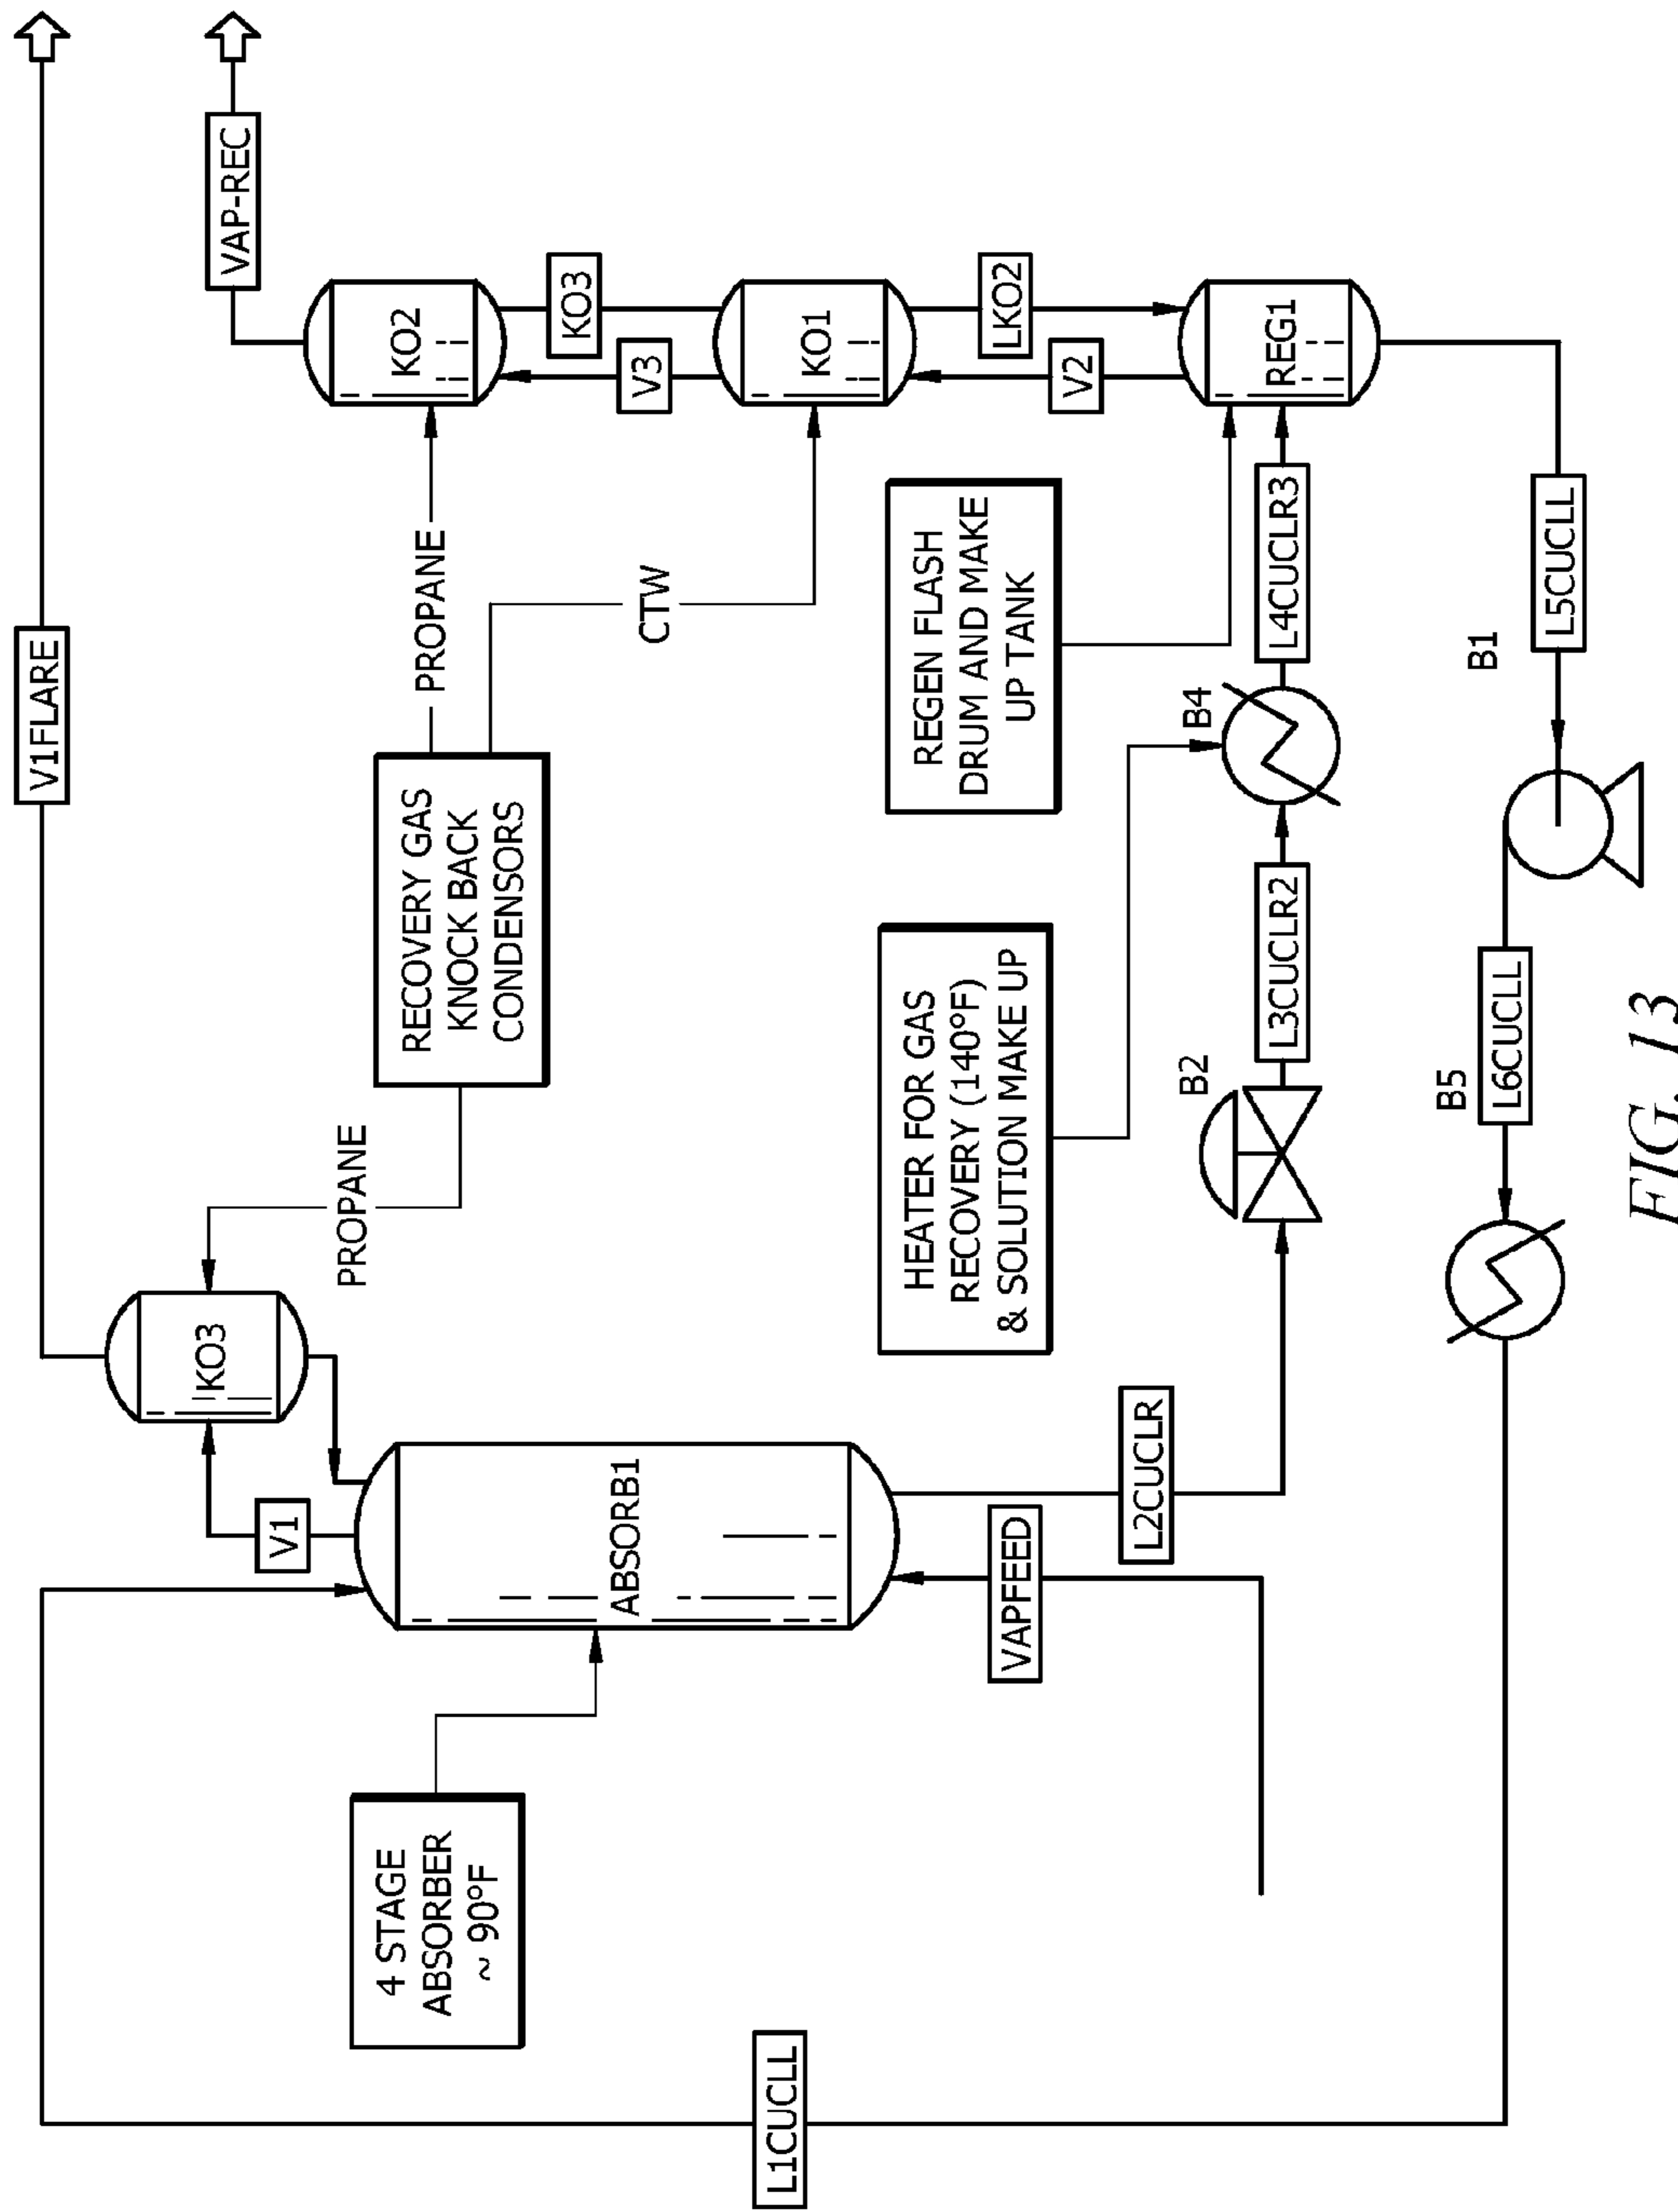 V1FLARE
VAP-REC
KO3
PROPANE
V1
RECOVERY GAS
KNOCK BACK
CONDENSORS
PROPANE
CTW
KO2
V3
KO3
KO1
V2
LKO2
4 STAGE
ABSORBER
~ 90°F
ABSORB1
REGEN FLASH
DRUM AND MAKE
UP TANK
HEATER FOR GAS
RECOVERY (140°F)
& SOLUTION MAKE UP
VAPFEED
L2CUCLR
B2
L3CUCLR2
B4
L4CUCLR3
REG1
L1CUCLL
B5
L6CUCLL
B1
L5CUCLL
FIG. 13